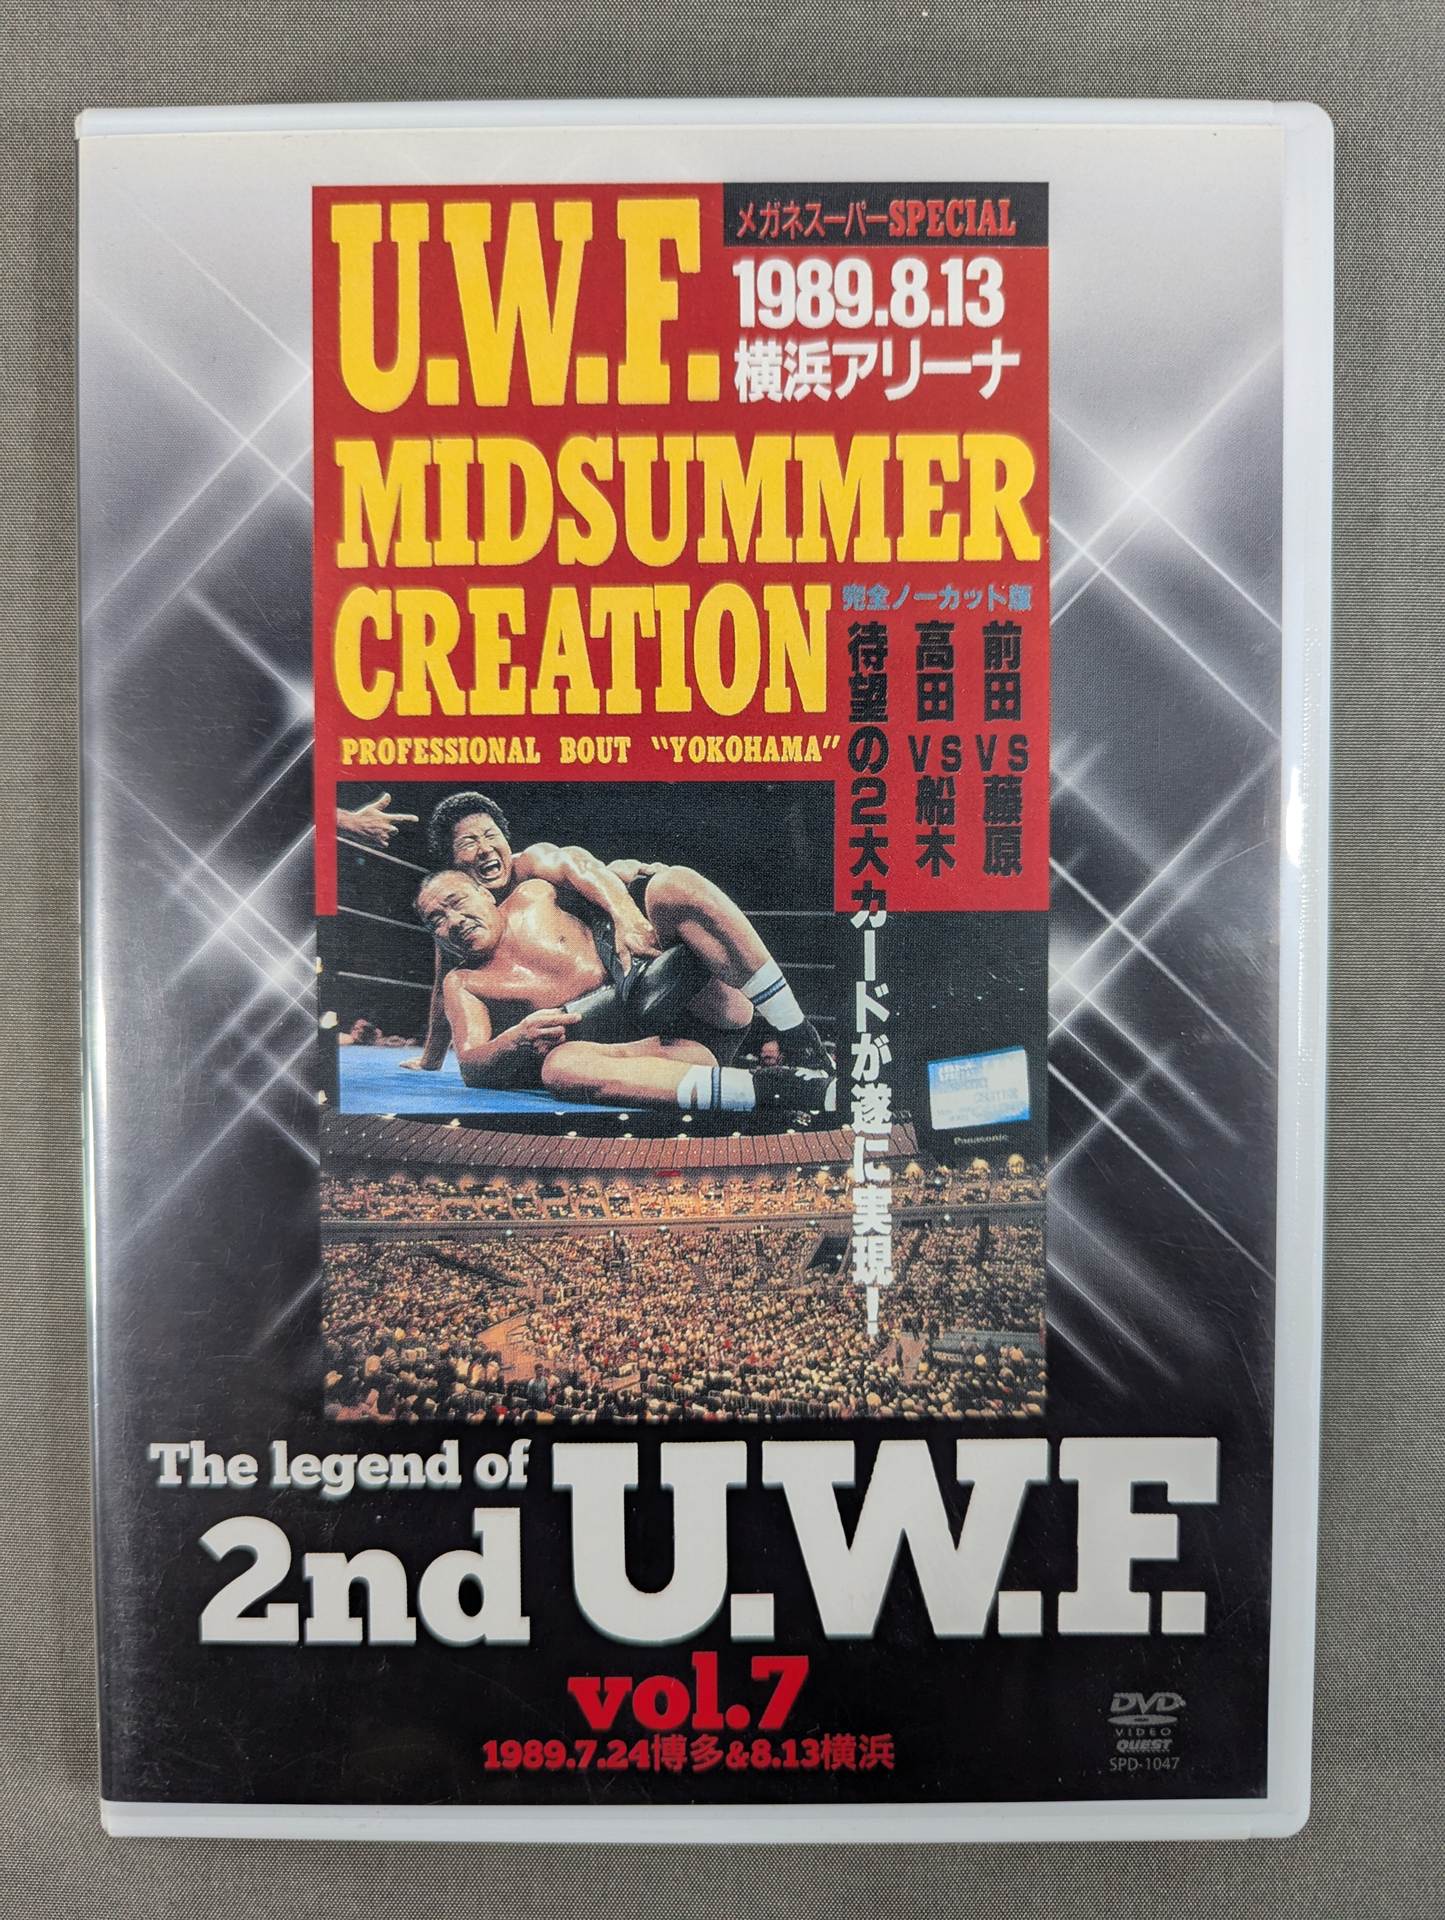 U.W.F.
メガネスーパーSPECIAL
1989.8.13
横浜アリーナ
MIDSUMMER
CREATION
完全ノーカット版
前田VS藤原
高田VS船木
待望の2大カードが遂に実現!
PROFESSIONAL BOUT "YOKOHAMA"
Panasonic
The legend of
2nd U.W.F.
vol.7
1989.7.24博多&8.13横浜
DVD
VIDEO
QUEST
SPD-1047